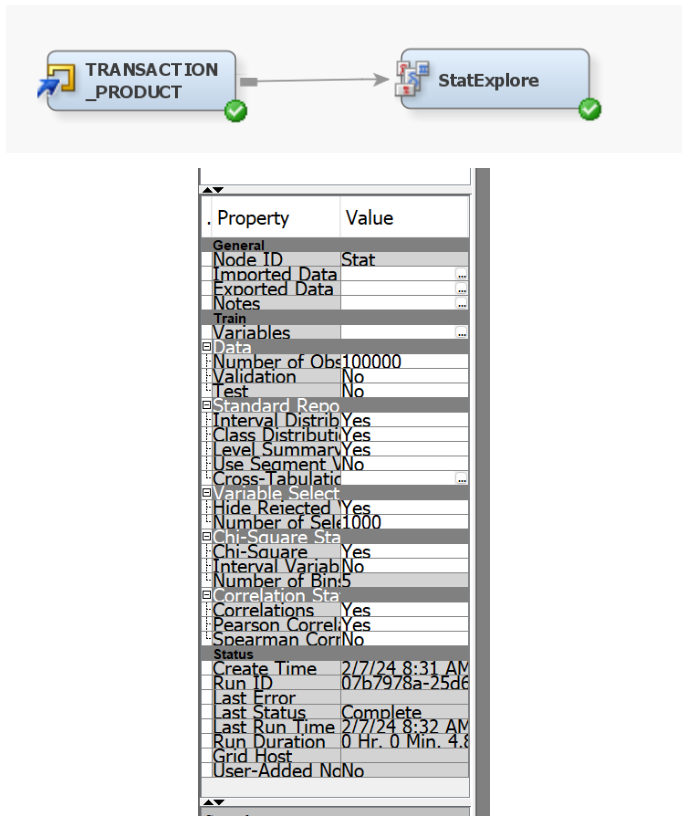 TRANSACTION
_PRODUCT
StatExplore
. Property Value
General
Node ID Stat
Imported Data ...
Exported Data ...
Notes ...
Train
Variables ...
Data
Number of Obs 100000
Validation No
Test No
Standard Repo
Interval Distrib Yes
Class Distributi Yes
Level Summary Yes
Use Segment V No
Cross-Tabulatic ...
Variable Select
Hide Rejected V Yes
Number of Sele 1000
Chi-Square Sta
Chi-Square Yes
Interval Variab No
Number of Bins 5
Correlation Sta
Correlations Yes
Pearson Correla Yes
Spearman Corr No
Status
Create Time 2/7/24 8:31 AM
Run ID 07b7978a-25d6
Last Error
Last Status Complete
Last Run Time 2/7/24 8:32 AM
Run Duration 0 Hr. 0 Min. 4.8
Grid Host
User-Added No No